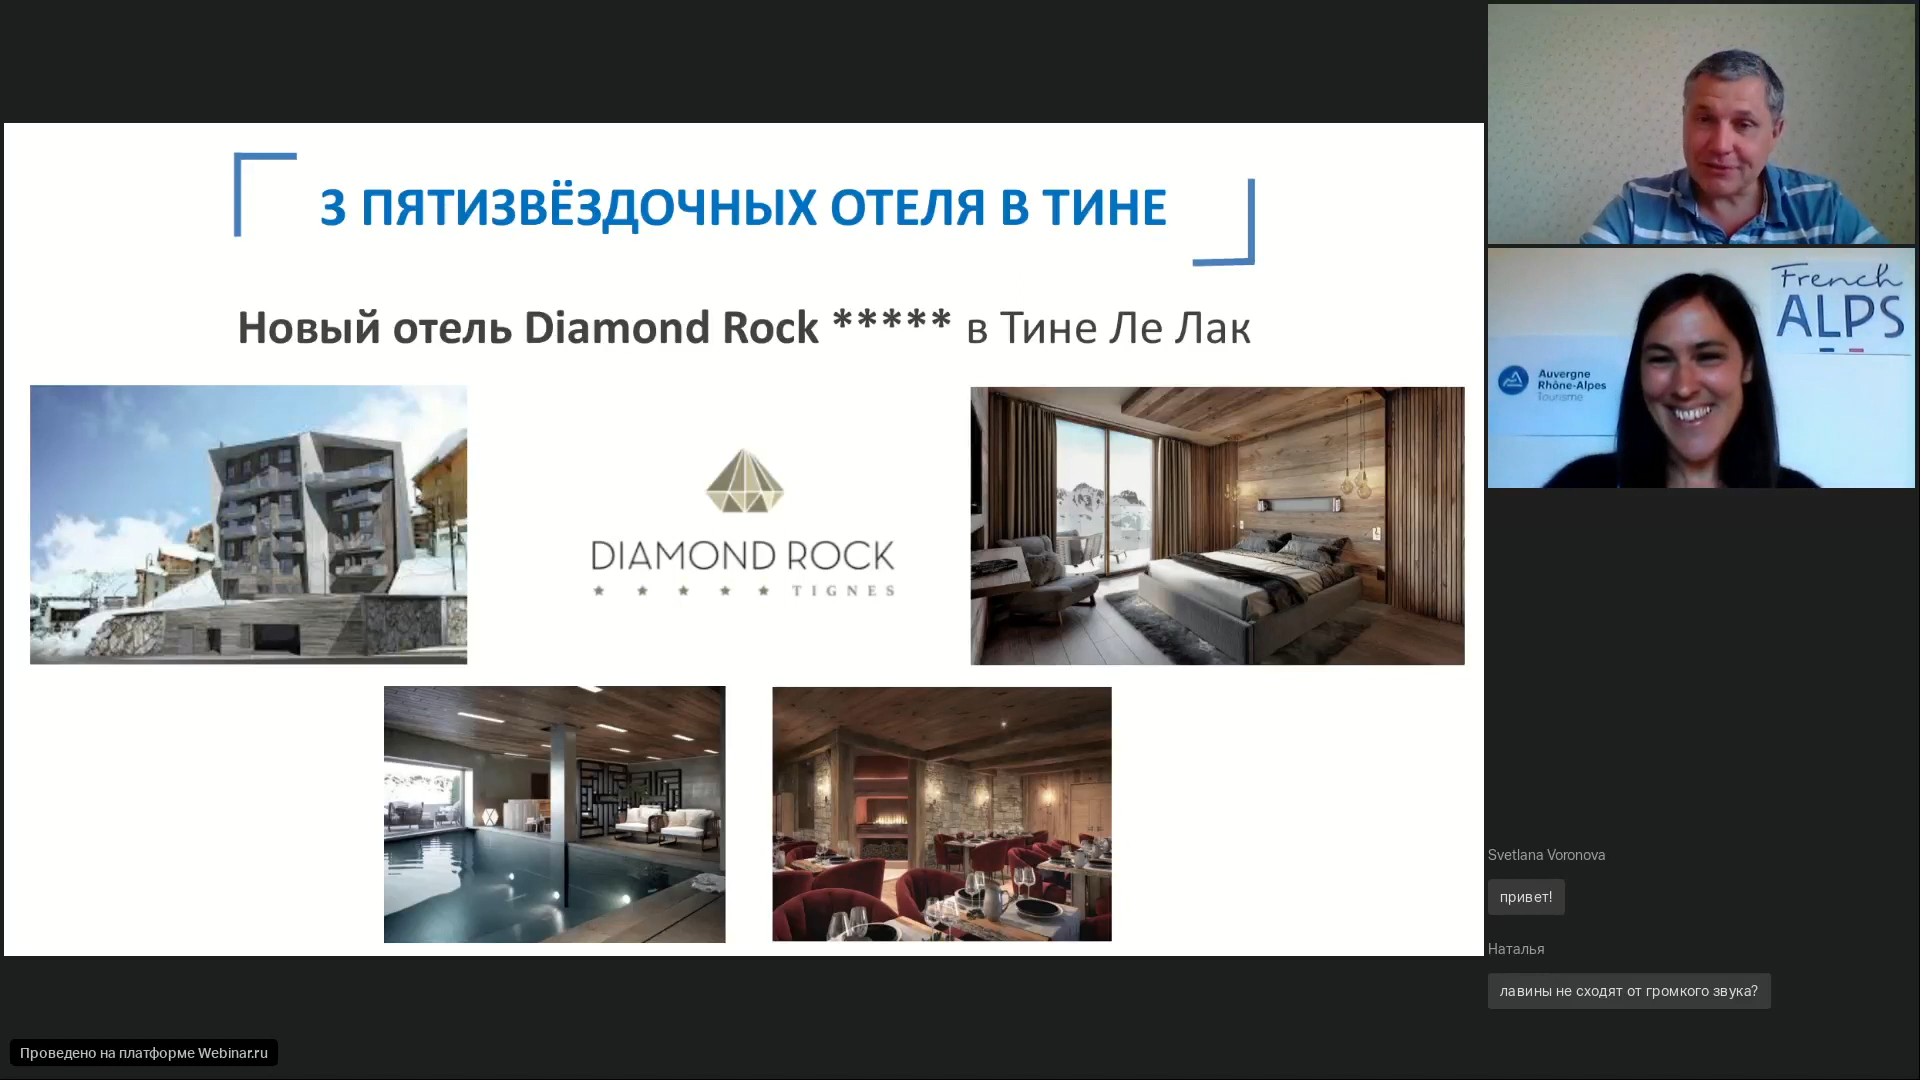 3 ПЯТИЗВЁЗДОЧНЫХ ОТЕЛЯ В ТИНЕ
Новый отель Diamond Rock ***** в Тине Ле Лак
DIAMOND ROCK
★ ★ ★ ★ ★ TIGNES
French
ALPS
Auvergne
Rhône-Alpes
Tourisme
Svetlana Voronova
привет!
Наталья
лавины не сходят от громкого звука?
Проведено на платформе Webinar.ru